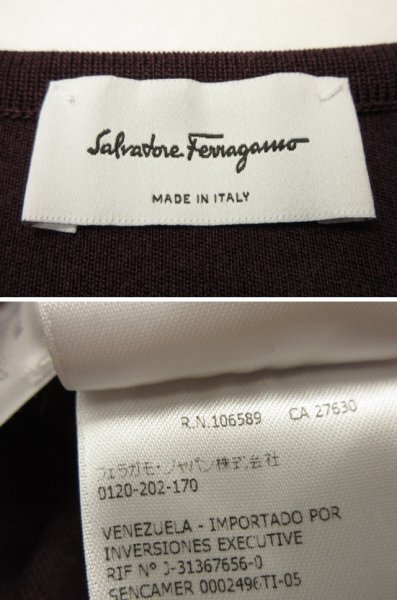 Salvatore Ferragamo
MADE IN ITALY
R.N.106589 CA 27630
フェラガモ・ジャパン株式会社
0120-202-170
VENEZUELA - IMPORTADO POR
INVERSIONES EXECUTIVE
RIF Nº J-31367656-0
SENCAMER 0002496TI-05